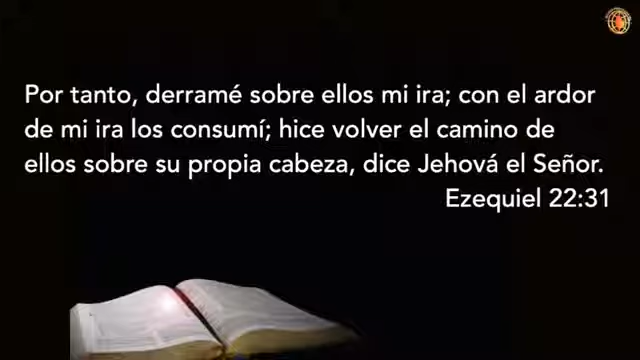 Por tanto, derramé sobre ellos mi ira; con el ardor
de mi ira los consumí; hice volver el camino de
ellos sobre su propia cabeza, dice Jehová el Señor.
Ezequiel 22:31